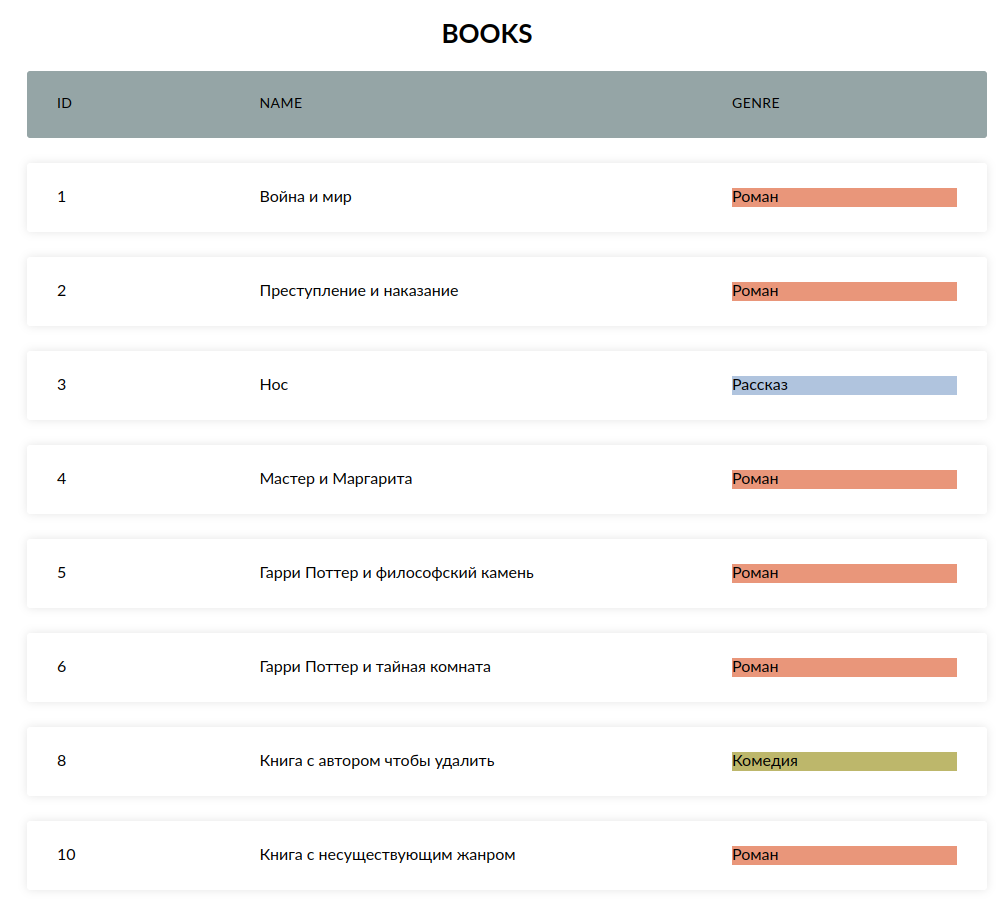 BOOKS
ID NAME GENRE
1 Война и мир Роман
2 Преступление и наказание Роман
3 Нос Рассказ
4 Мастер и Маргарита Роман
5 Гарри Поттер и философский камень Роман
6 Гарри Поттер и тайная комната Роман
8 Книга с автором чтобы удалить Комедия
10 Книга с несуществующим жанром Роман